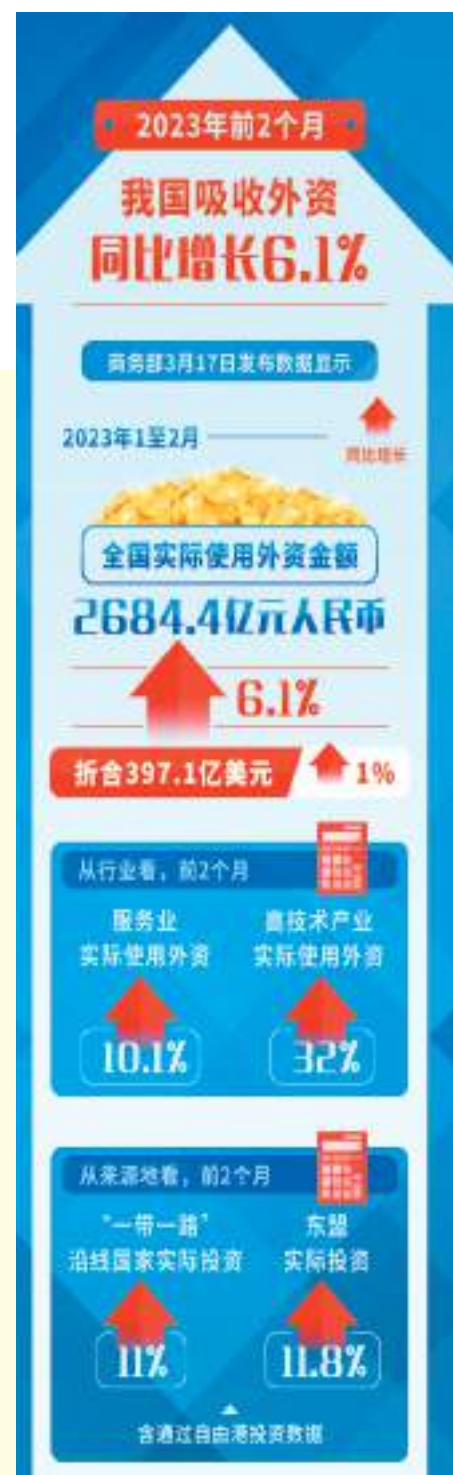 2023年前2个月
我国吸收外资
同比增长6.1%
商务部3月17日发布数据显示
2023年1至2月
同比增长
全国实际使用外资金额
2684.4亿元人民币
6.1%
折合397.1亿美元
1%
从行业看，前2个月
服务业
实际使用外资
10.1%
高技术产业
实际使用外资
32%
从来源地看，前2个月
“一带一路”
沿线国家实际投资
11%
东盟
实际投资
11.8%
含通过自由港投资数据